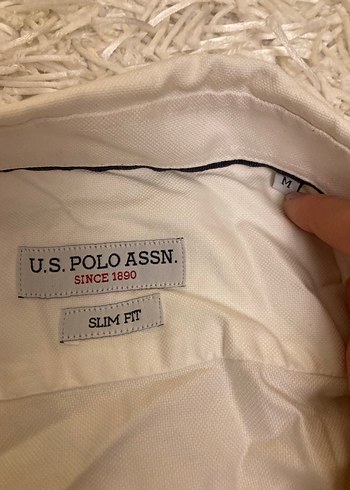 M
U.S. POLO ASSN.
SINCE 1890
SLIM FIT